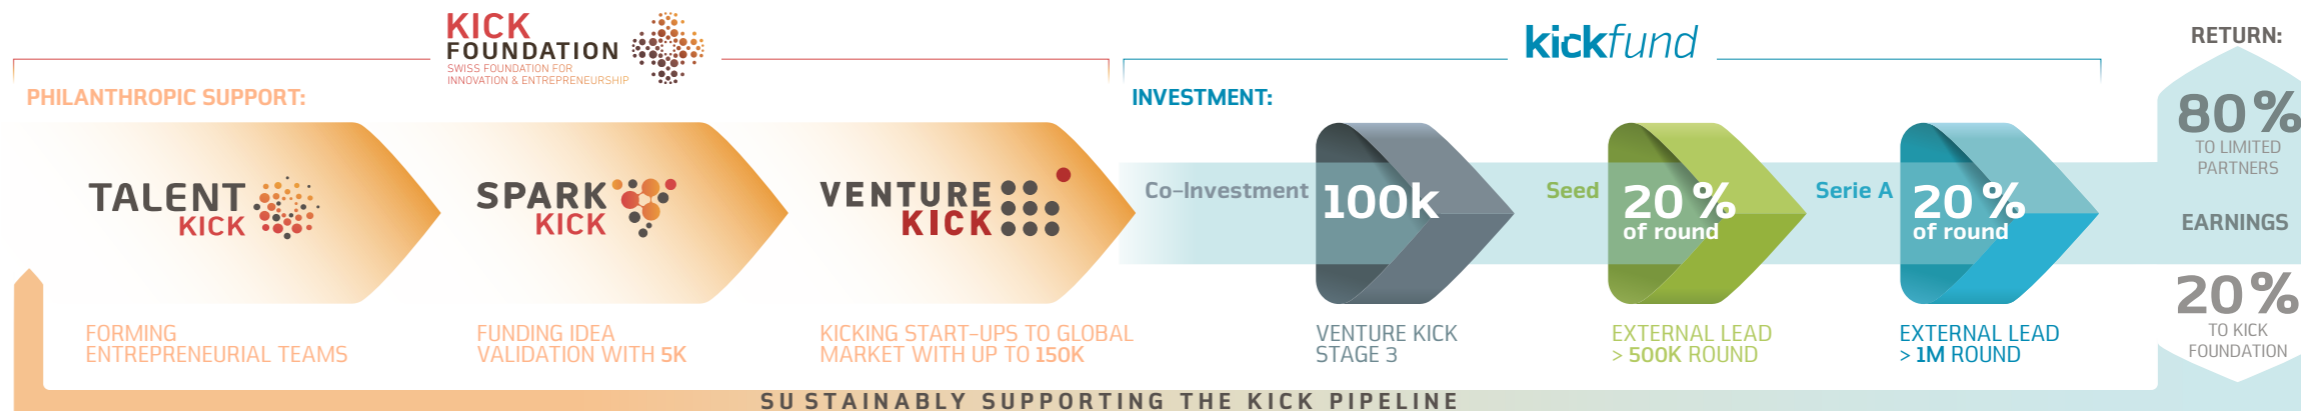 KICK
FOUNDATION
SWISS FOUNDATION FOR
INNOVATION & ENTREPRENEURSHIP
kickfund
RETURN:
PHILANTHROPIC SUPPORT:
INVESTMENT:
TALENT
KICK
SPARK
KICK
VENTURE
KICK
Co-Investment
100k
Seed
20%
of round
Serie A
20%
of round
80%
TO LIMITED
PARTNERS
EARNINGS
20%
TO KICK
FOUNDATION
FORMING
ENTREPRENEURIAL TEAMS
FUNDING IDEA
VALIDATION WITH 5K
KICKING START-UPS TO GLOBAL
MARKET WITH UP TO 150K
VENTURE KICK
STAGE 3
EXTERNAL LEAD
> 500K ROUND
EXTERNAL LEAD
> 1M ROUND
SUSTAINABLY SUPPORTING THE KICK PIPELINE